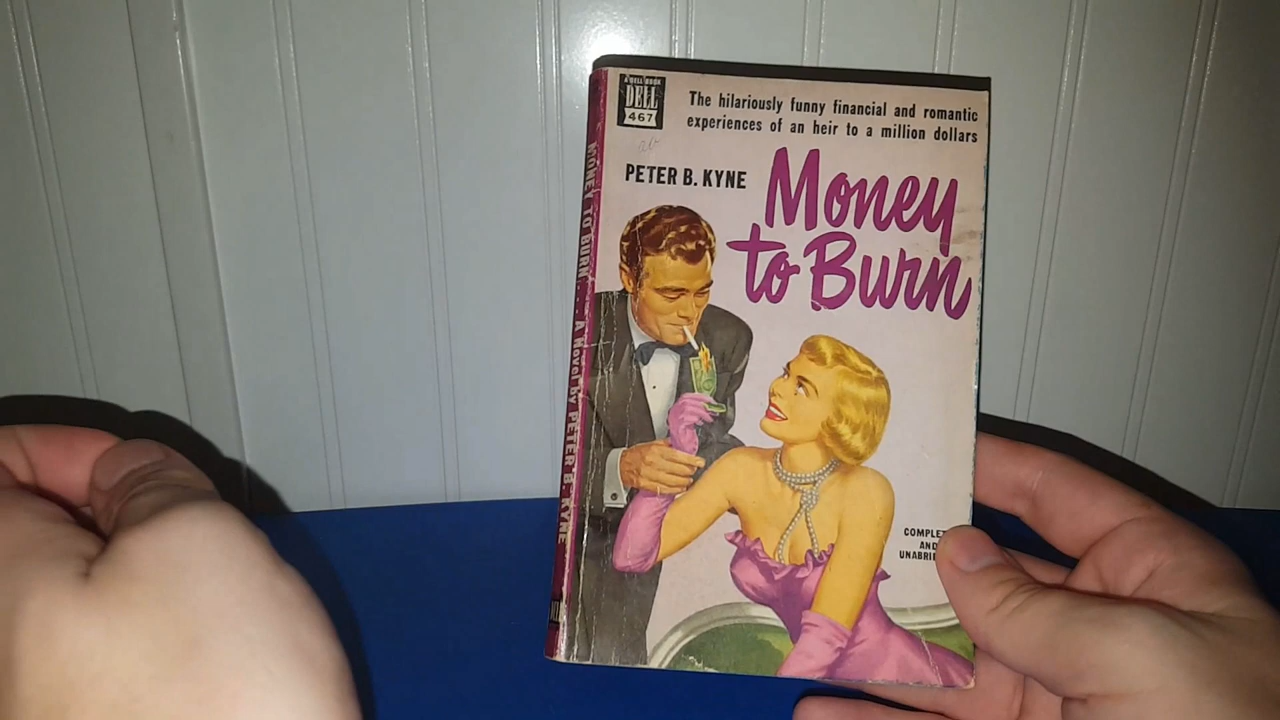 A DELL BOOK
DELL
467
The hilariously funny financial and romantic
experiences of an heir to a million dollars
PETER B. KYNE
Money
to Burn
COMPLETE
AND
MONEY TO BURN.... A Novel by PETER B. KYNE